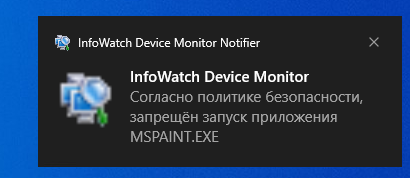 InfoWatch Device Monitor Notifier
InfoWatch Device Monitor
Согласно политике безопасности,
запрещён запуск приложения
MSPAINT.EXE